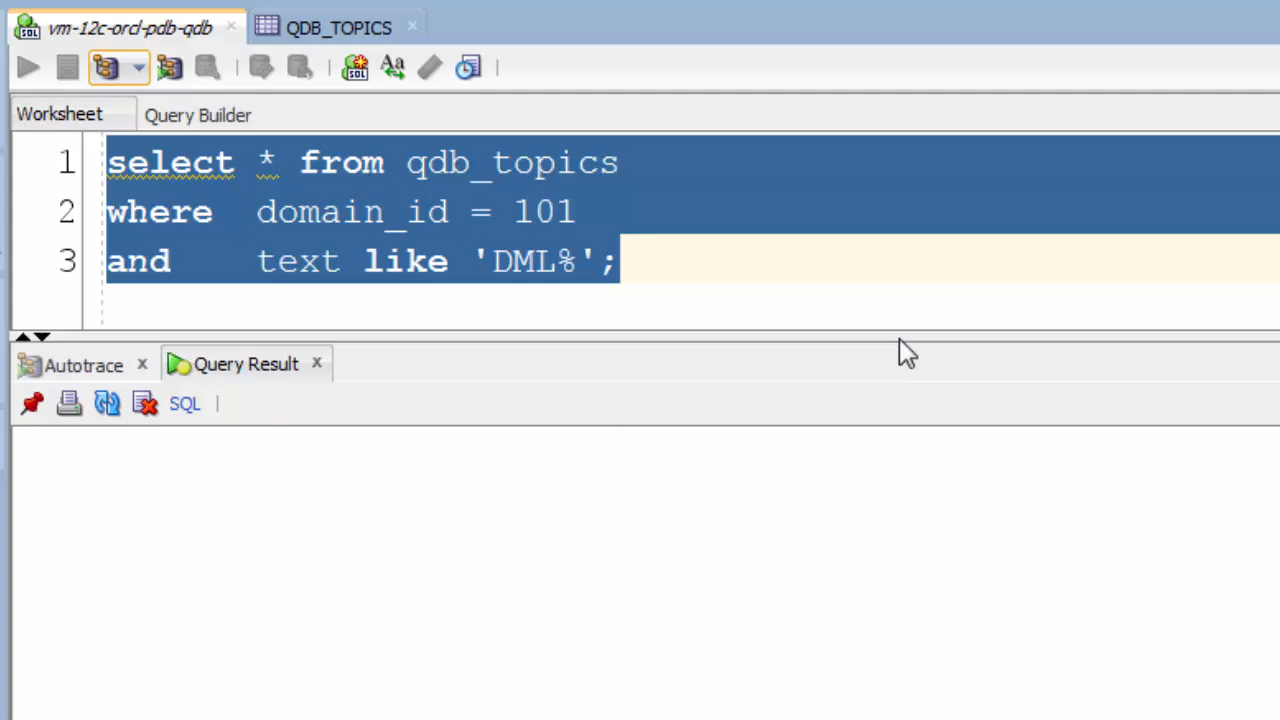 vm-12c-orcl-pdb-qdb QDB_TOPICS
Worksheet Query Builder
1 select * from qdb_topics
2 where domain_id = 101
3 and text like 'DML%';
Autotrace Query Result
SQL